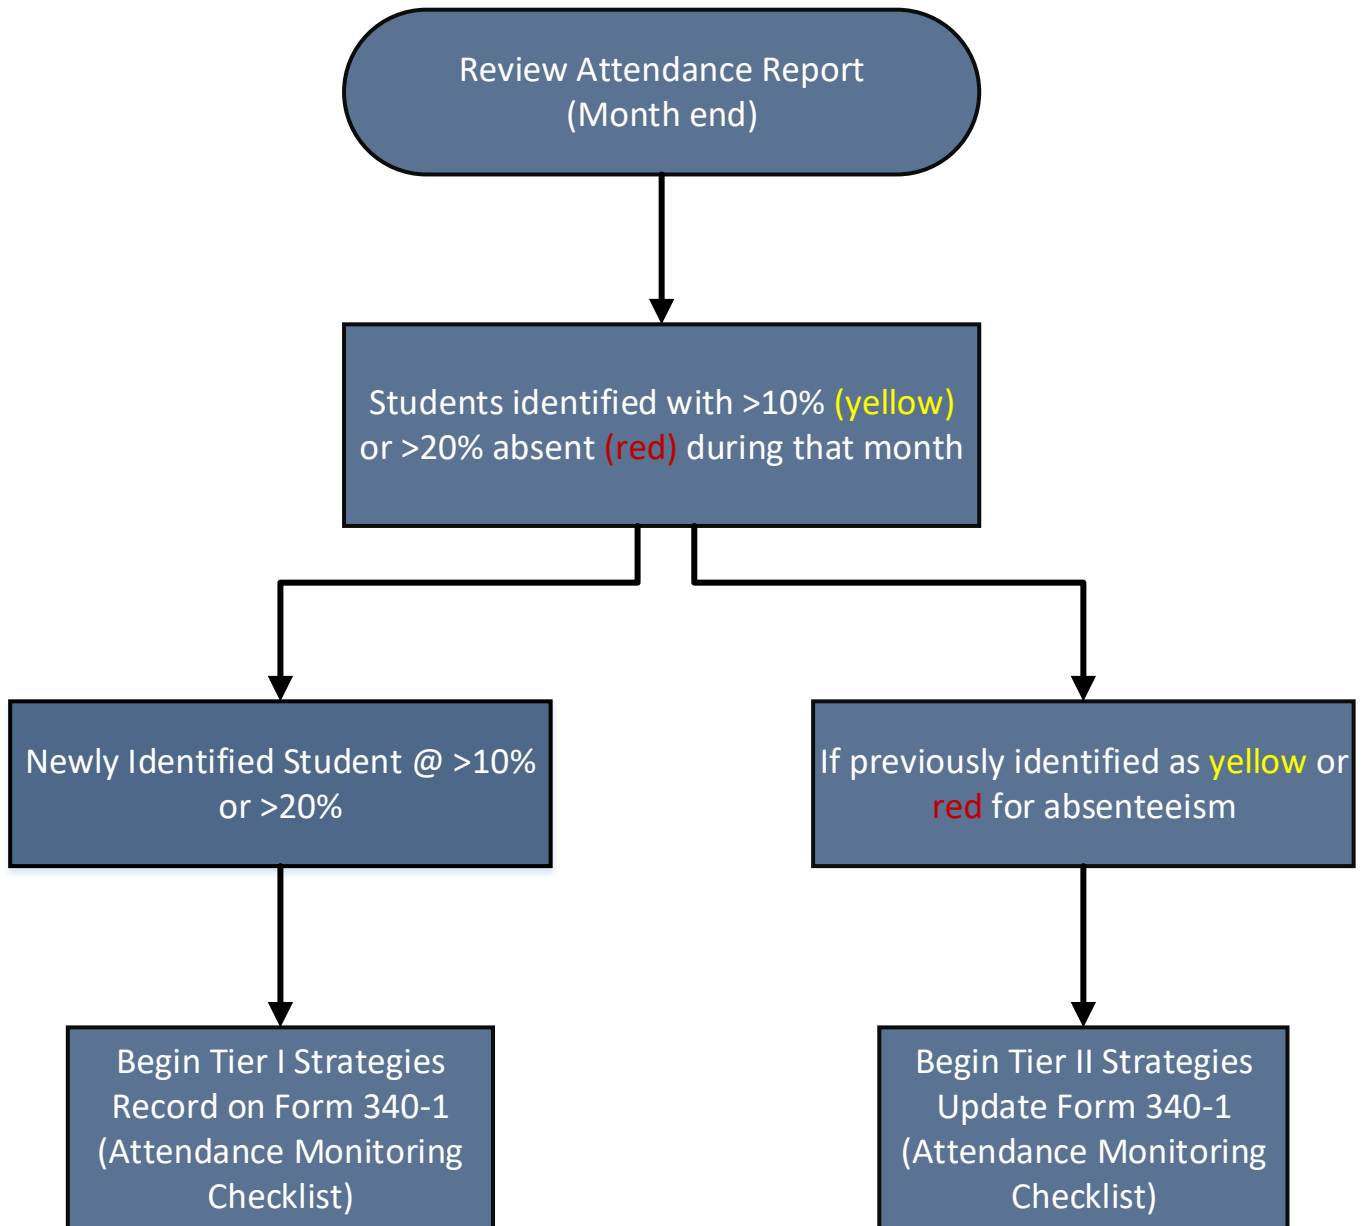 Review Attendance Report
(Month end)
Students identified with >10% (yellow)
or >20% absent (red) during that month
Newly Identified Student @ >10%
or >20%
If previously identified as yellow or
red for absenteeism
Begin Tier I Strategies
Record on Form 340-1
(Attendance Monitoring
Checklist)
Begin Tier II Strategies
Update Form 340-1
(Attendance Monitoring
Checklist)